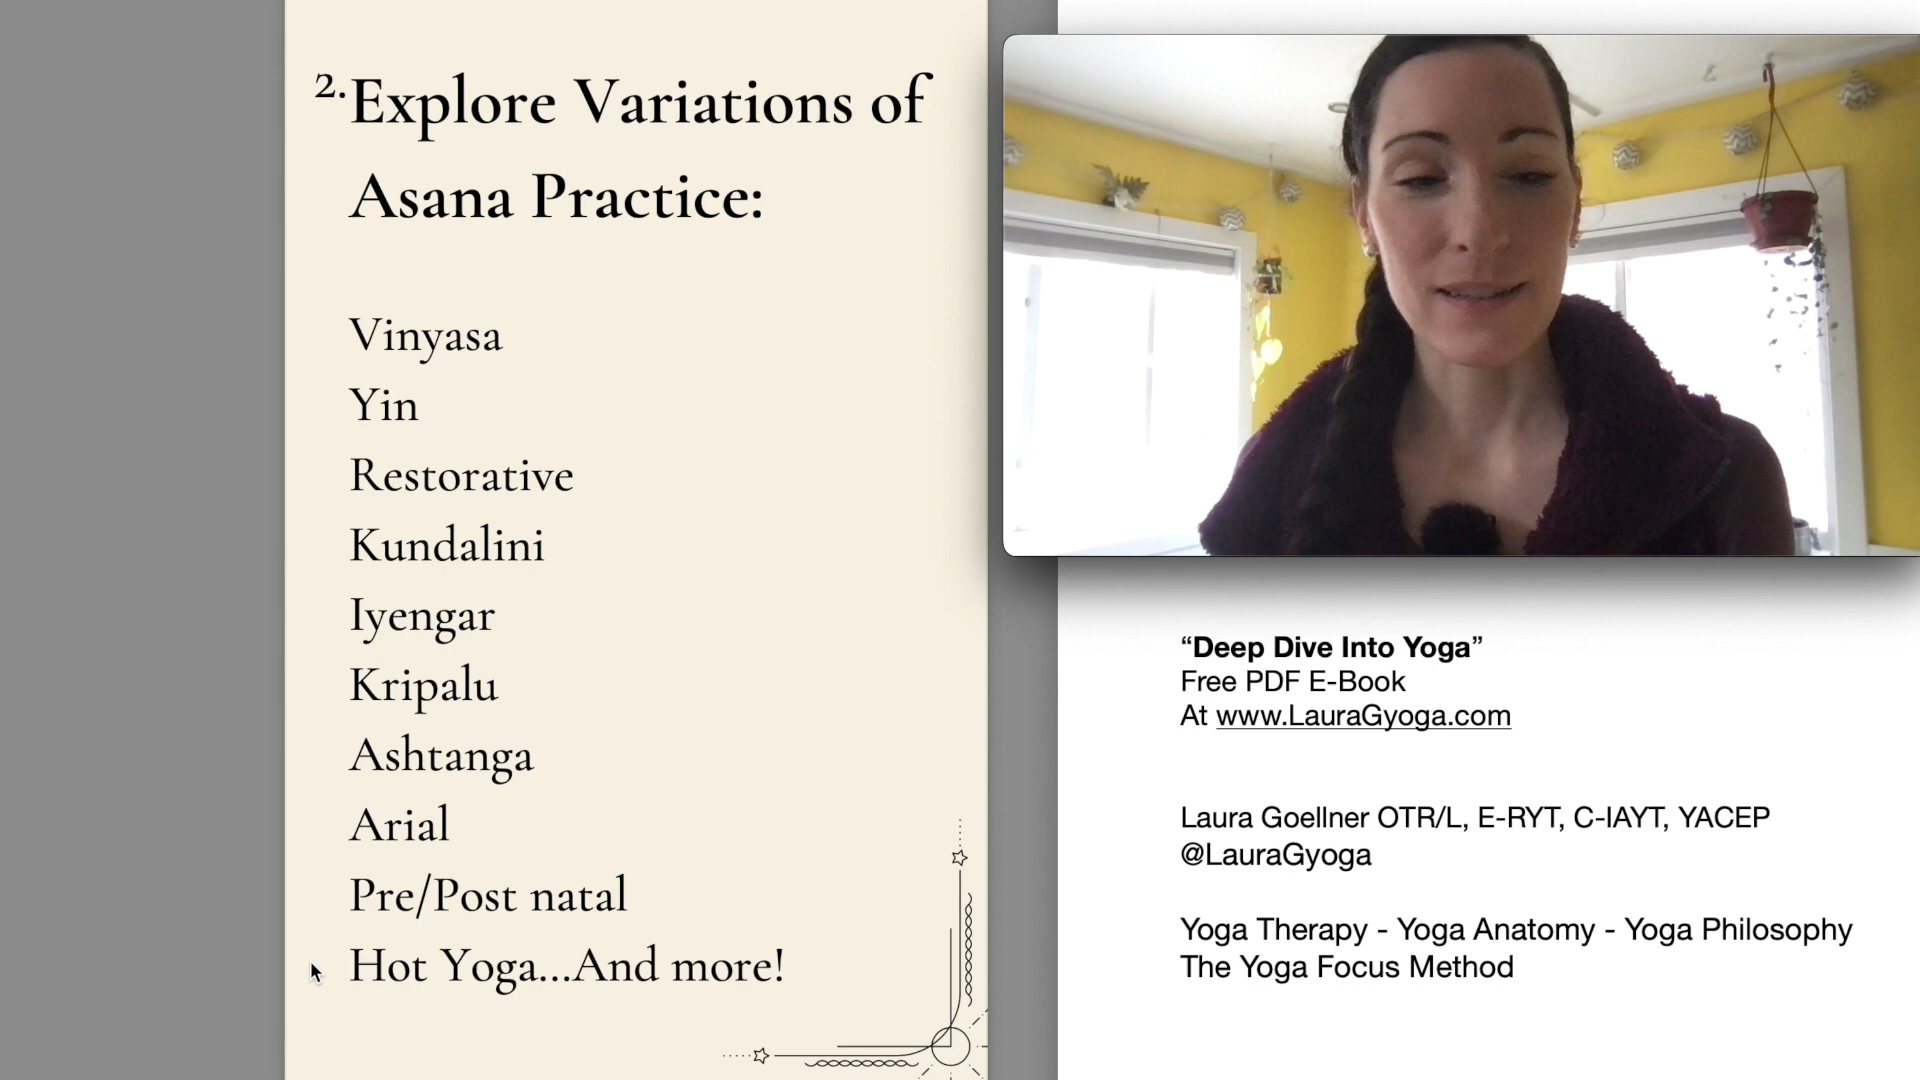 2. Explore Variations of
Asana Practice:
Vinyasa
Yin
Restorative
Kundalini
Iyengar
Kripalu
Ashtanga
Arial
Pre/Post natal
Hot Yoga...And more!
“Deep Dive Into Yoga”
Free PDF E-Book
At www.LauraGyoga.com
Laura Goellner OTR/L, E-RYT, C-IAYT, YACEP
@LauraGyoga
Yoga Therapy - Yoga Anatomy - Yoga Philosophy
The Yoga Focus Method